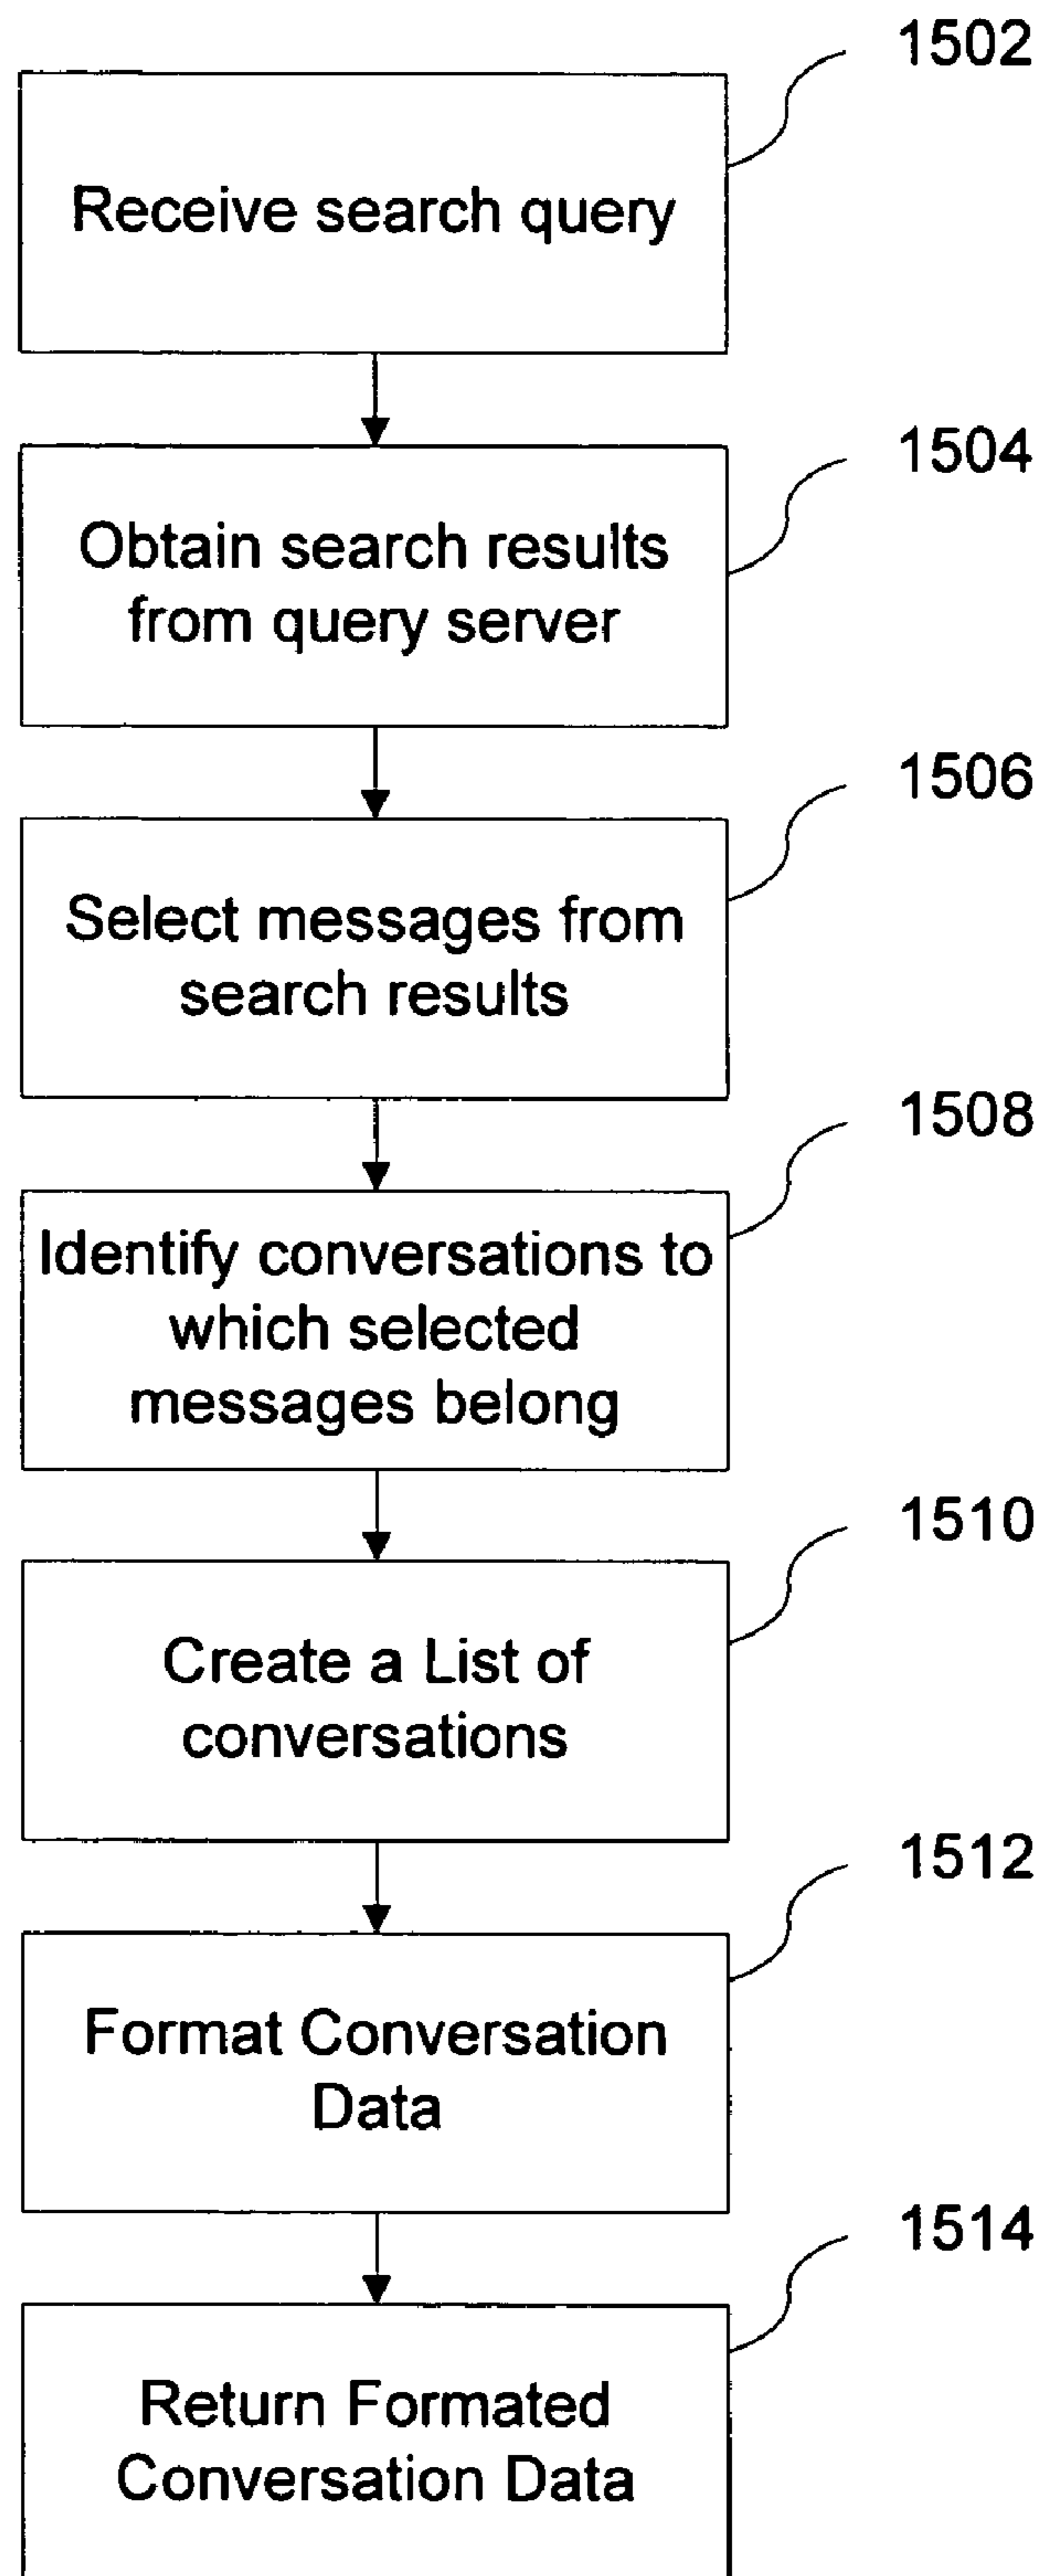 1502
Receive search query
1504
Obtain search results
from query server
1506
Select messages from
search results
1508
Identify conversations to
which selected
messages belong
1510
Create a List of
conversations
1512
Format Conversation
Data
1514
Return Formated
Conversation Data